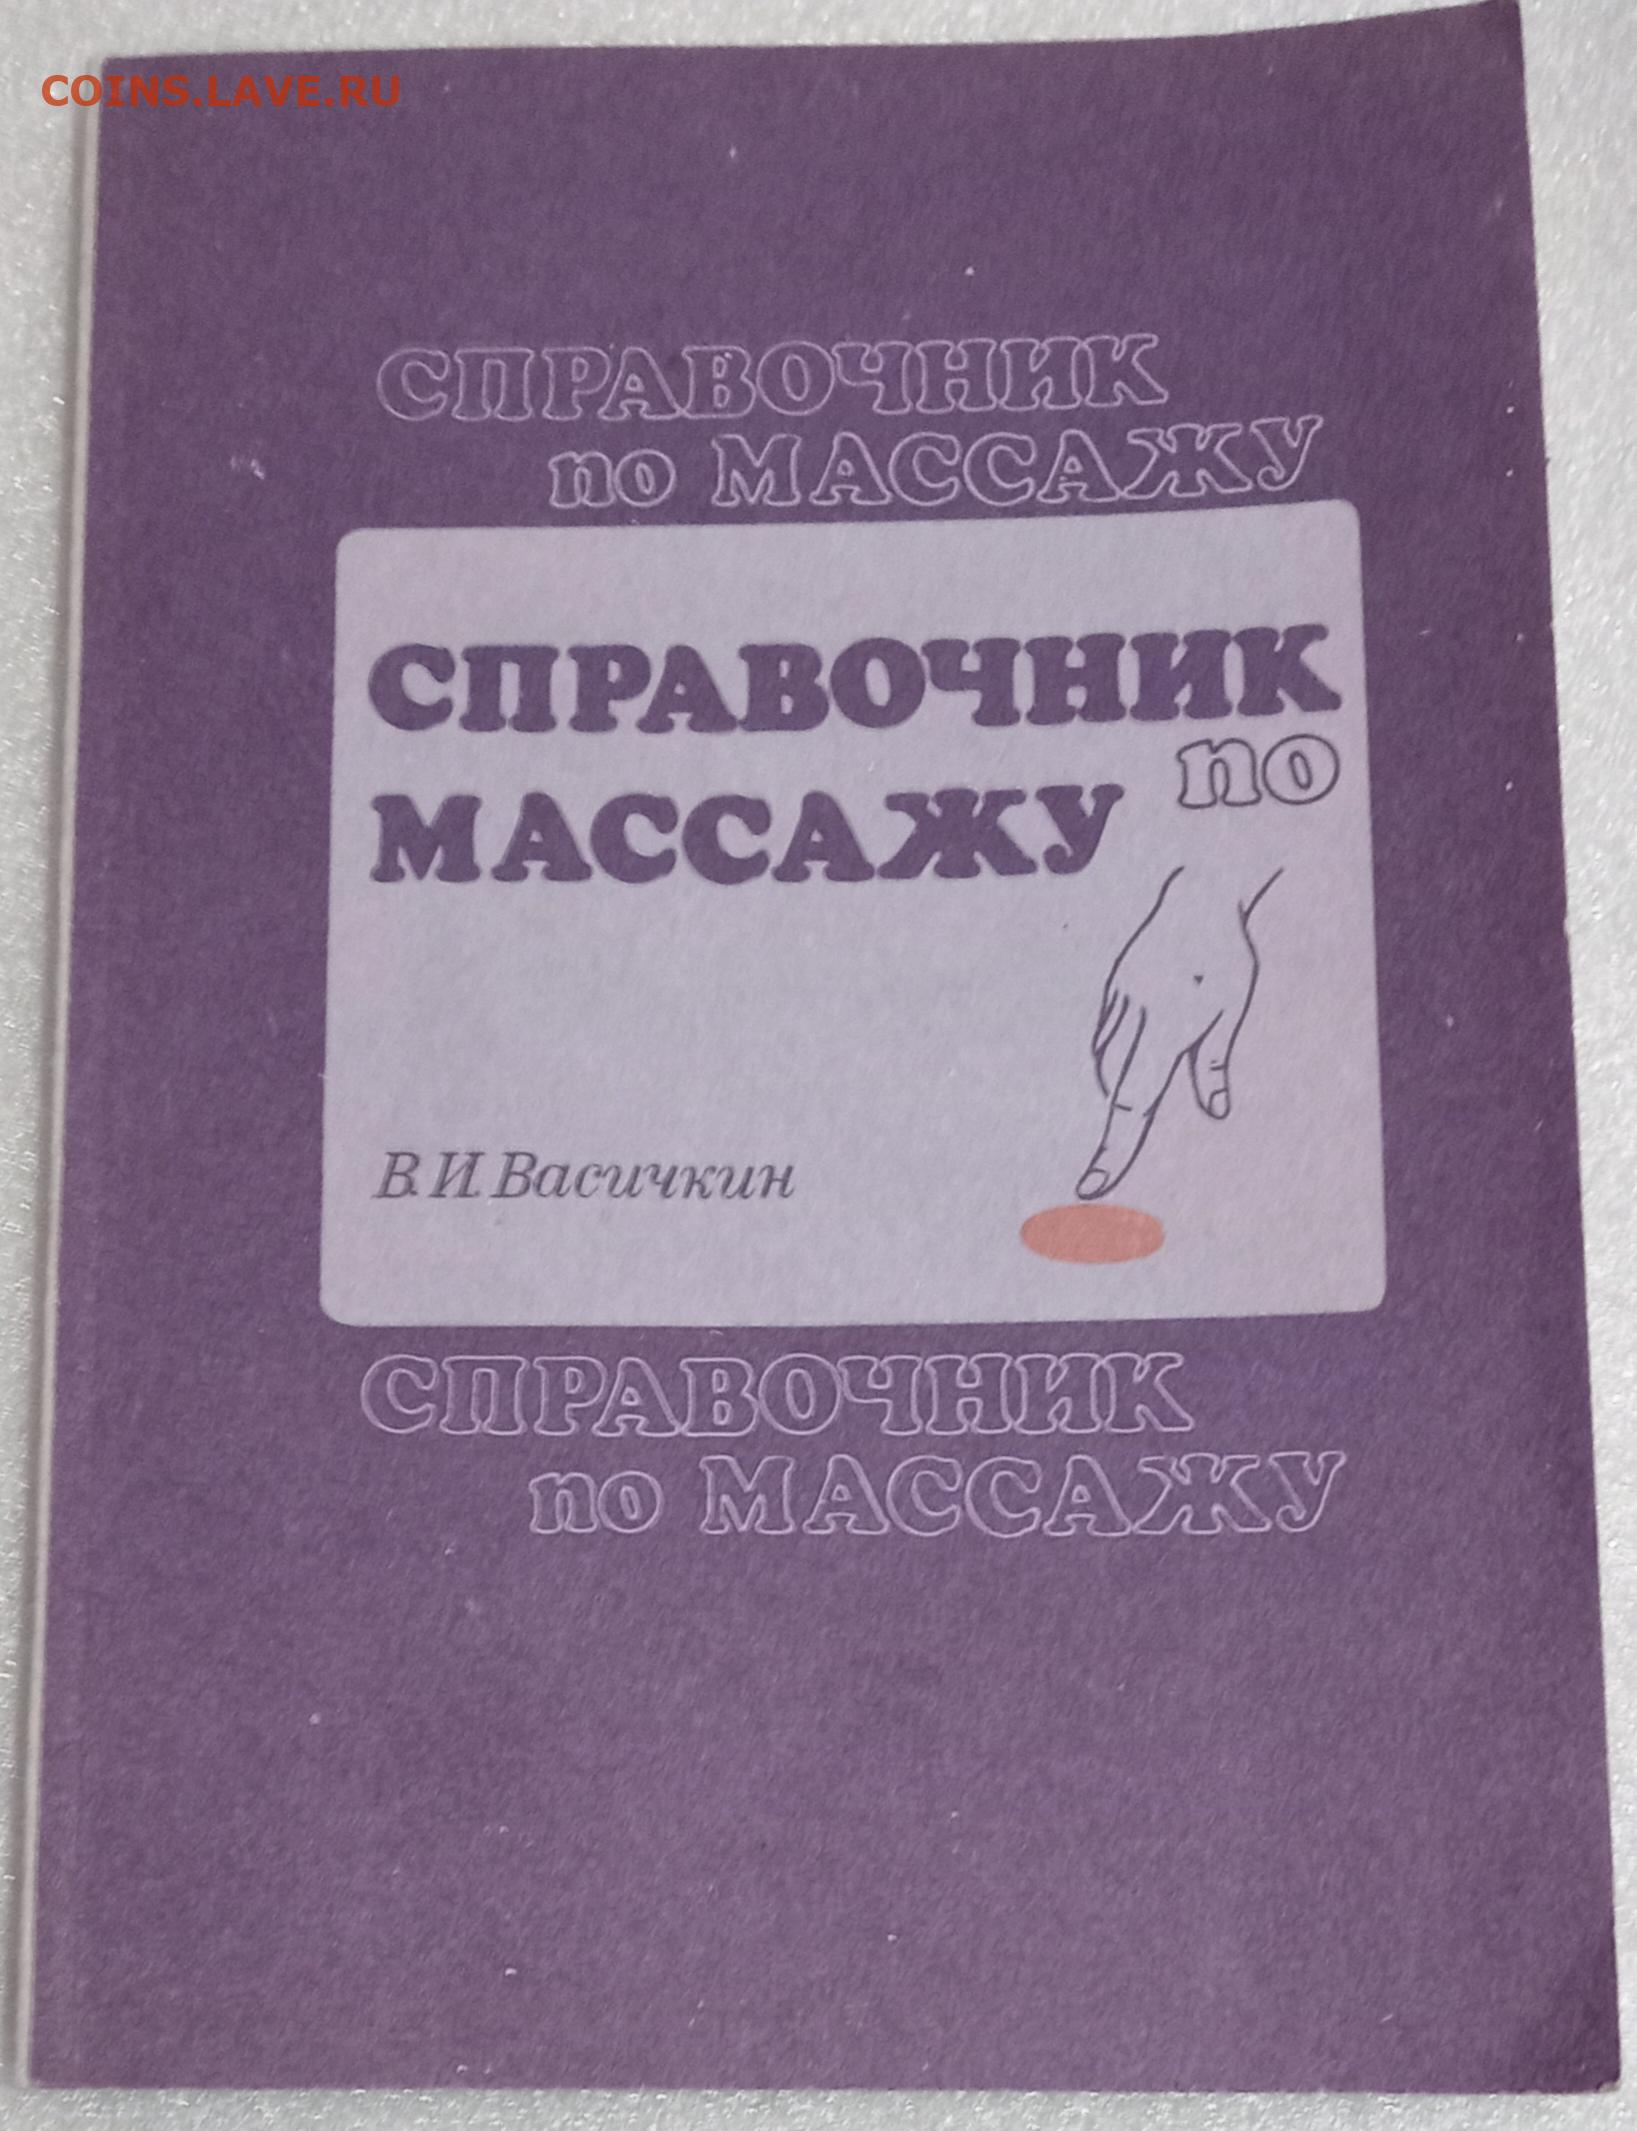 COINS.LAVE.RU
СПРАВОЧНИК
по МАССАЖУ
СПРАВОЧНИК
по
МАССАЖУ
В. И. Васичкин
СПРАВОЧНИК
по МАССАЖУ